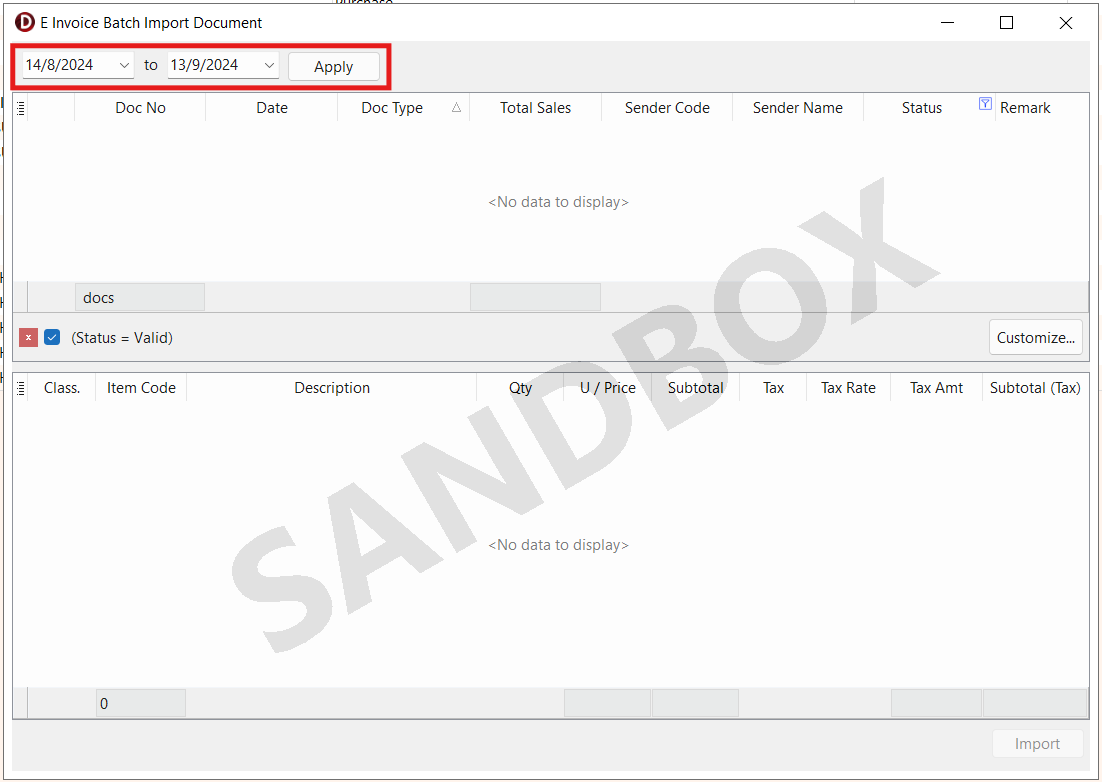 E Invoice Batch Import Document
14/8/2024 to 13/9/2024 Apply
Doc No Date Doc Type Total Sales Sender Code Sender Name Status Remark
<No data to display>
docs
x (Status = Valid) Customize...
Class. Item Code Description Qty U / Price Subtotal Tax Tax Rate Tax Amt Subtotal (Tax)
SANDBOX
<No data to display>
0
Import